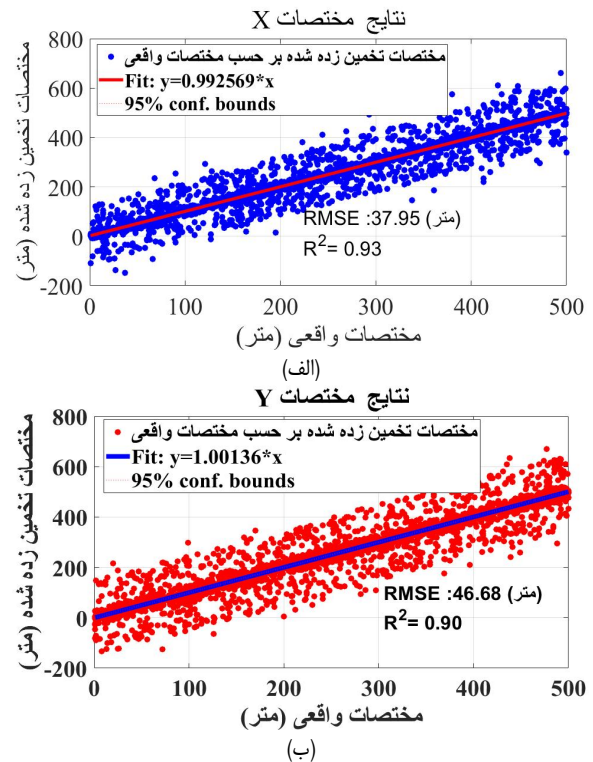 نتایج مختصات X
800
600
400
200
0
-200
مختصات تخمین زده شده (متر)
مختصات تخمین زده شده بر حسب مختصات واقعی
Fit: y=0.992569*x
95% conf. bounds
RMSE :37.95 (متر)
R²= 0.93
0 100 200 300 400 500
مختصات واقعی (متر)
(الف)
نتایج مختصات Y
800
600
400
200
0
-200
مختصات تخمین زده شده (متر)
مختصات تخمین زده شده بر حسب مختصات واقعی
Fit: y=1.00136*x
95% conf. bounds
RMSE :46.68 (متر)
R²= 0.90
0 100 200 300 400 500
مختصات واقعی (متر)
(ب)